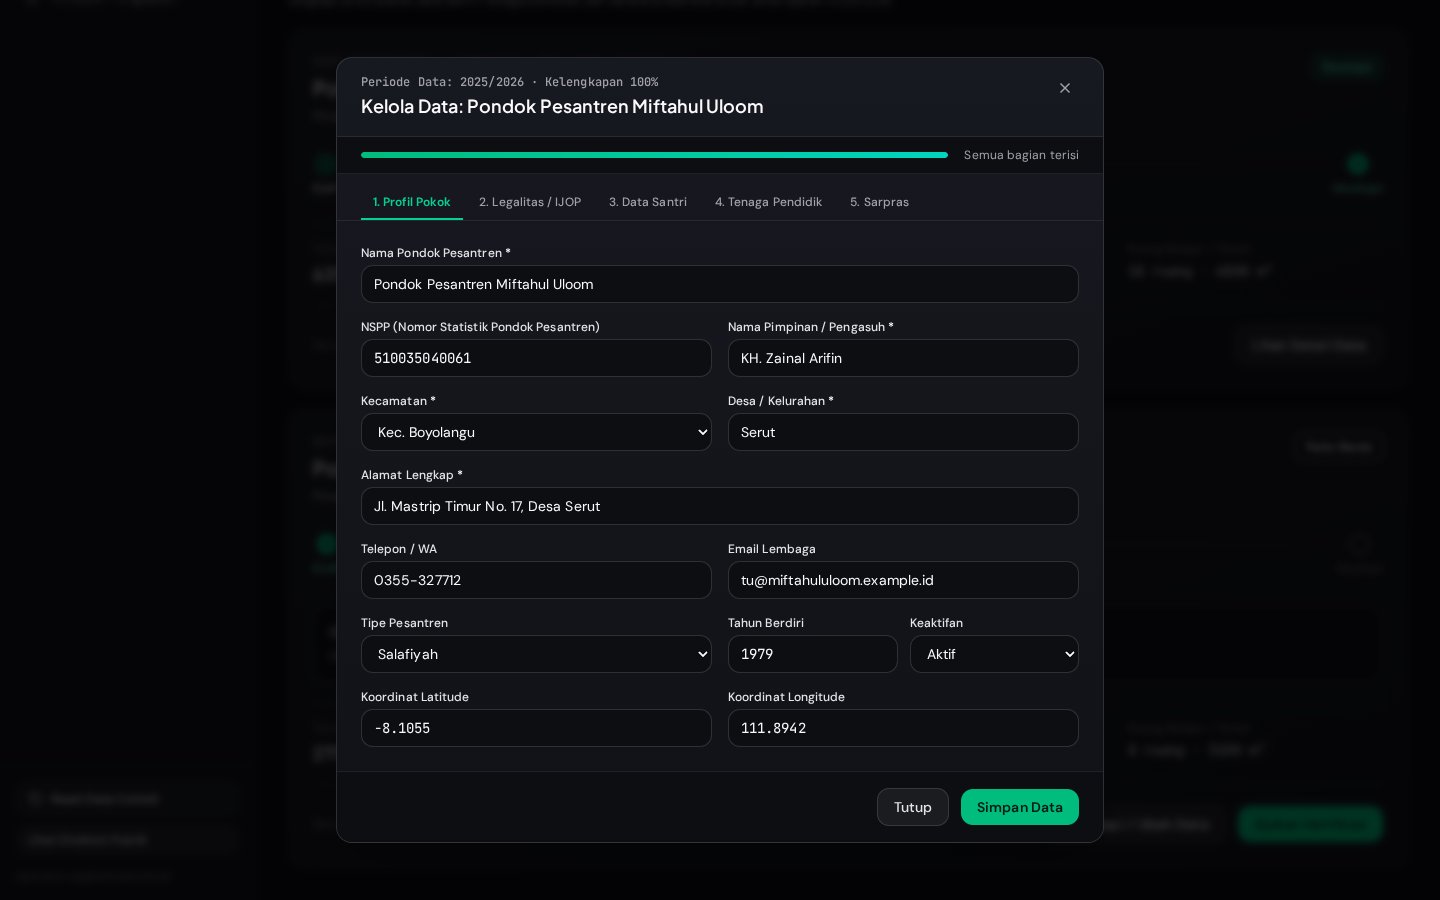 Periode Data: 2025/2026 · Kelengkapan 100%
Kelola Data: Pondok Pesantren Miftahul Uloom
Semua bagian terisi
1. Profil Pokok 2. Legalitas / IJOP 3. Data Santri 4. Tenaga Pendidik 5. Sarpras
Nama Pondok Pesantren *
Pondok Pesantren Miftahul Uloom
NSPP (Nomor Statistik Pondok Pesantren) Nama Pimpinan / Pengasuh *
510035040061 KH. Zainal Arifin
Kecamatan * Desa / Kelurahan *
Kec. Boyolangu Serut
Alamat Lengkap *
Jl. Mastrip Timur No. 17, Desa Serut
Telepon / WA Email Lembaga
0355-327712 tu@miftahululoom.example.id
Tipe Pesantren Tahun Berdiri Keaktifan
Salafiyah 1979 Aktif
Koordinat Latitude Koordinat Longitude
-8.1055 111.8942
Tutup Simpan Data